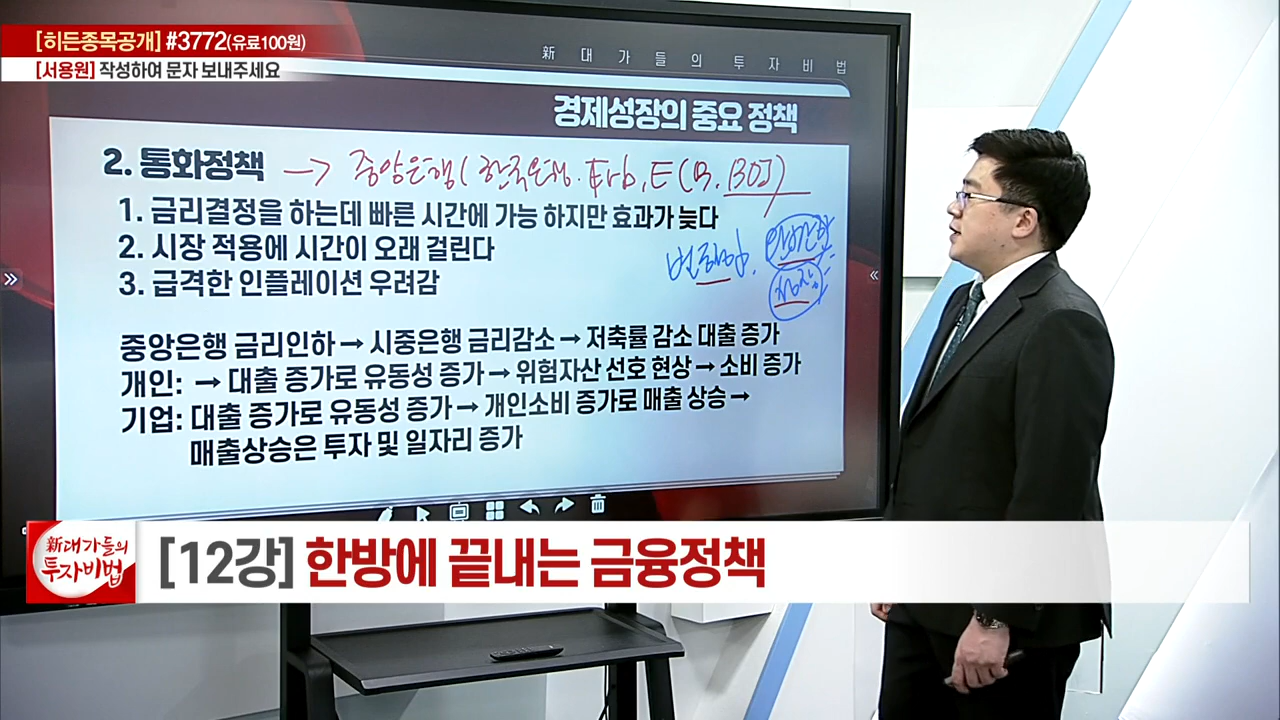 [히든종목공개] #3772(유료100원)
[서용원] 작성하여 문자 보내주세요
新 대 가 들 의 투 자 비 법
경제성장의 중요 정책
2. 통화정책 → 중앙은행(한국은행. Frb, E(B, BOJ)
1. 금리결정을 하는데 빠른 시간에 가능 하지만 효과가 늦다
2. 시장 적용에 시간이 오래 걸린다
3. 급격한 인플레이션 우려감
중앙은행 금리인하 → 시중은행 금리감소 → 저축률 감소 대출 증가
개인: → 대출 증가로 유동성 증가 → 위험자산 선호 현상 → 소비 증가
기업: 대출 증가로 유동성 증가 → 개인소비 증가로 매출 상승 →
매출상승은 투자 및 일자리 증가
新대가들의
투자비법
[12강] 한방에 끝내는 금융정책